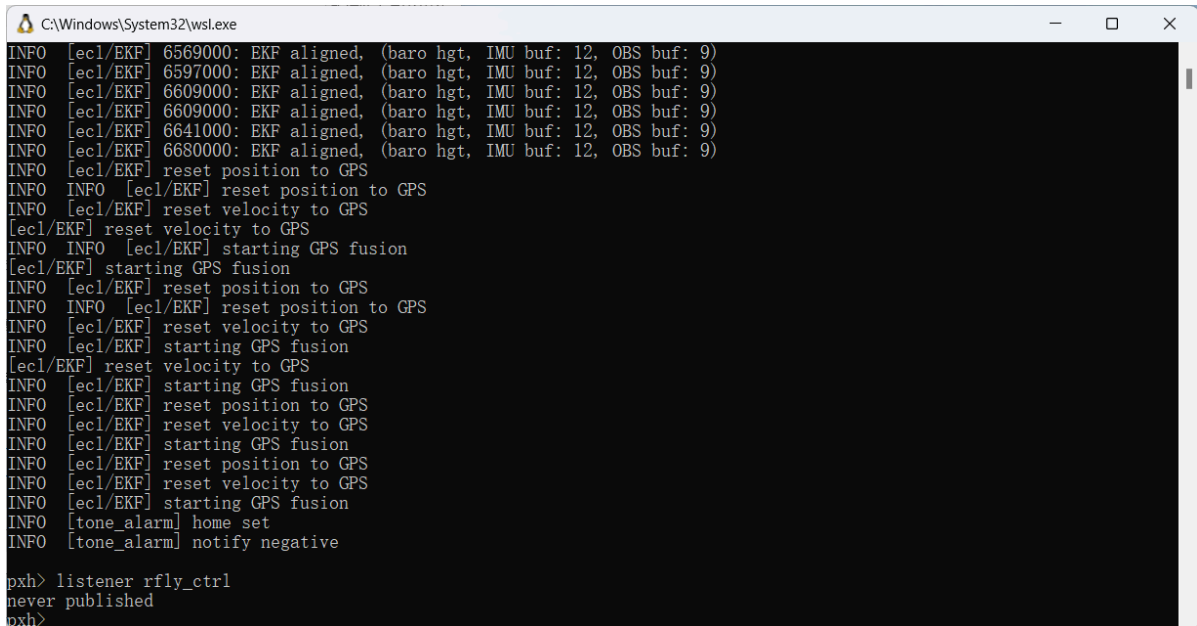 C:\Windows\System32\wsl.exe
INFO  [ecl/EKF] 6569000: EKF aligned, (baro hgt, IMU buf: 12, OBS buf: 9)
INFO  [ecl/EKF] 6597000: EKF aligned, (baro hgt, IMU buf: 12, OBS buf: 9)
INFO  [ecl/EKF] 6609000: EKF aligned, (baro hgt, IMU buf: 12, OBS buf: 9)
INFO  [ecl/EKF] 6609000: EKF aligned, (baro hgt, IMU buf: 12, OBS buf: 9)
INFO  [ecl/EKF] 6641000: EKF aligned, (baro hgt, IMU buf: 12, OBS buf: 9)
INFO  [ecl/EKF] 6680000: EKF aligned, (baro hgt, IMU buf: 12, OBS buf: 9)
INFO  [ecl/EKF] reset position to GPS
INFO  INFO  [ecl/EKF] reset position to GPS
INFO  [ecl/EKF] reset velocity to GPS
[ecl/EKF] reset velocity to GPS
INFO  INFO  [ecl/EKF] starting GPS fusion
[ecl/EKF] starting GPS fusion
INFO  [ecl/EKF] reset position to GPS
INFO  INFO  [ecl/EKF] reset position to GPS
INFO  [ecl/EKF] reset velocity to GPS
INFO  [ecl/EKF] starting GPS fusion
[ecl/EKF] reset velocity to GPS
INFO  [ecl/EKF] starting GPS fusion
INFO  [ecl/EKF] reset position to GPS
INFO  [ecl/EKF] reset velocity to GPS
INFO  [ecl/EKF] starting GPS fusion
INFO  [ecl/EKF] reset position to GPS
INFO  [ecl/EKF] reset velocity to GPS
INFO  [ecl/EKF] starting GPS fusion
INFO  [tone_alarm] home set
INFO  [tone_alarm] notify negative
pxh> listener rfly_ctrl
never published
pxh>